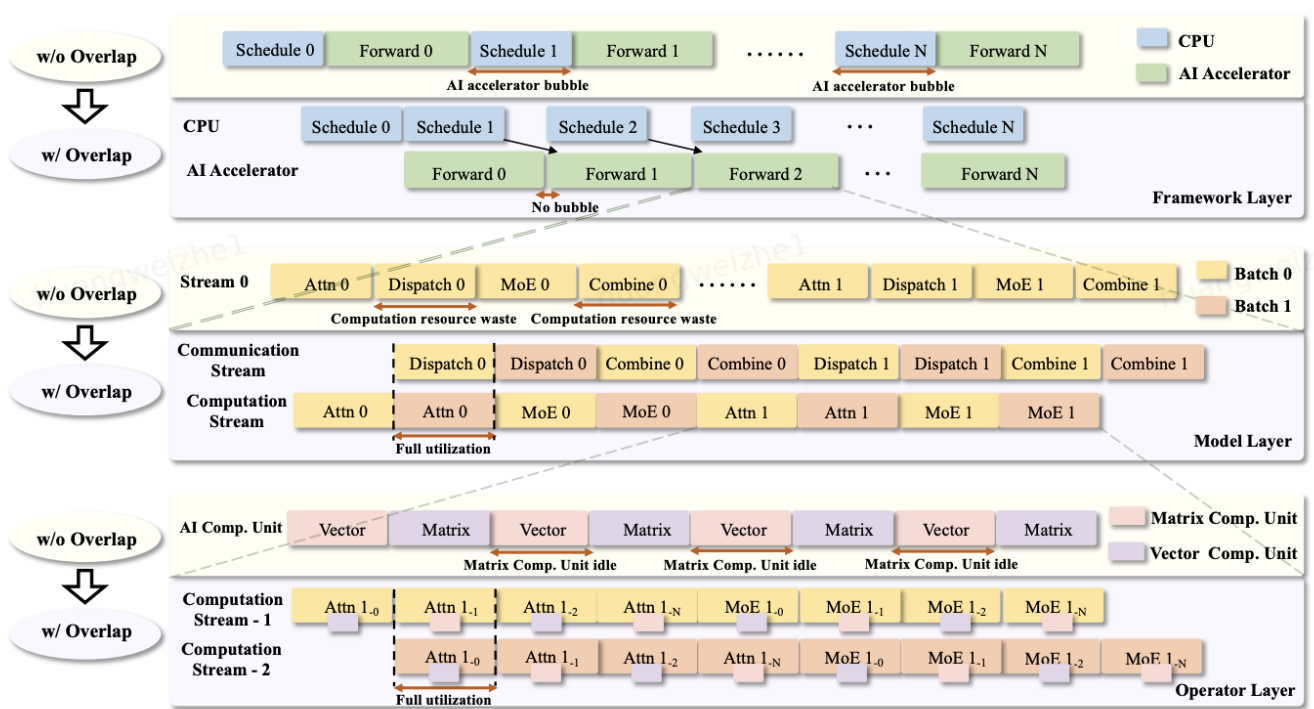 w/o Overlap
Schedule 0 Forward 0 Schedule 1 Forward 1 ...... Schedule N Forward N
CPU
AI Accelerator
AI accelerator bubble AI accelerator bubble
w/ Overlap
CPU Schedule 0 Schedule 1 Schedule 2 Schedule 3 ... Schedule N
AI Accelerator Forward 0 Forward 1 Forward 2 ... Forward N
No bubble
Framework Layer
w/o Overlap
Stream 0 Attn 0 Dispatch 0 MoE 0 Combine 0 ...... Attn 1 Dispatch 1 MoE 1 Combine 1
Batch 0
Batch 1
Computation resource waste Computation resource waste
w/ Overlap
Communication
Stream
Dispatch 0 Dispatch 0 Combine 0 Combine 0 Dispatch 1 Dispatch 1 Combine 1 Combine 1
Computation
Stream
Attn 0 Attn 0 MoE 0 MoE 0 Attn 1 Attn 1 MoE 1 MoE 1
Full utilization
Model Layer
w/o Overlap
AI Comp. Unit Vector Matrix Vector Matrix Vector Matrix Vector Matrix
Matrix Comp. Unit
Vector Comp. Unit
Matrix Comp. Unit idle Matrix Comp. Unit idle Matrix Comp. Unit idle
w/ Overlap
Computation
Stream - 1
Attn 1-0 Attn 1-1 Attn 1-2 Attn 1-N MoE 1-0 MoE 1-1 MoE 1-2 MoE 1-N
Computation
Stream - 2
Attn 1-0 Attn 1-1 Attn 1-2 Attn 1-N MoE 1-0 MoE 1-1 MoE 1-2 MoE 1-N
Full utilization
Operator Layer